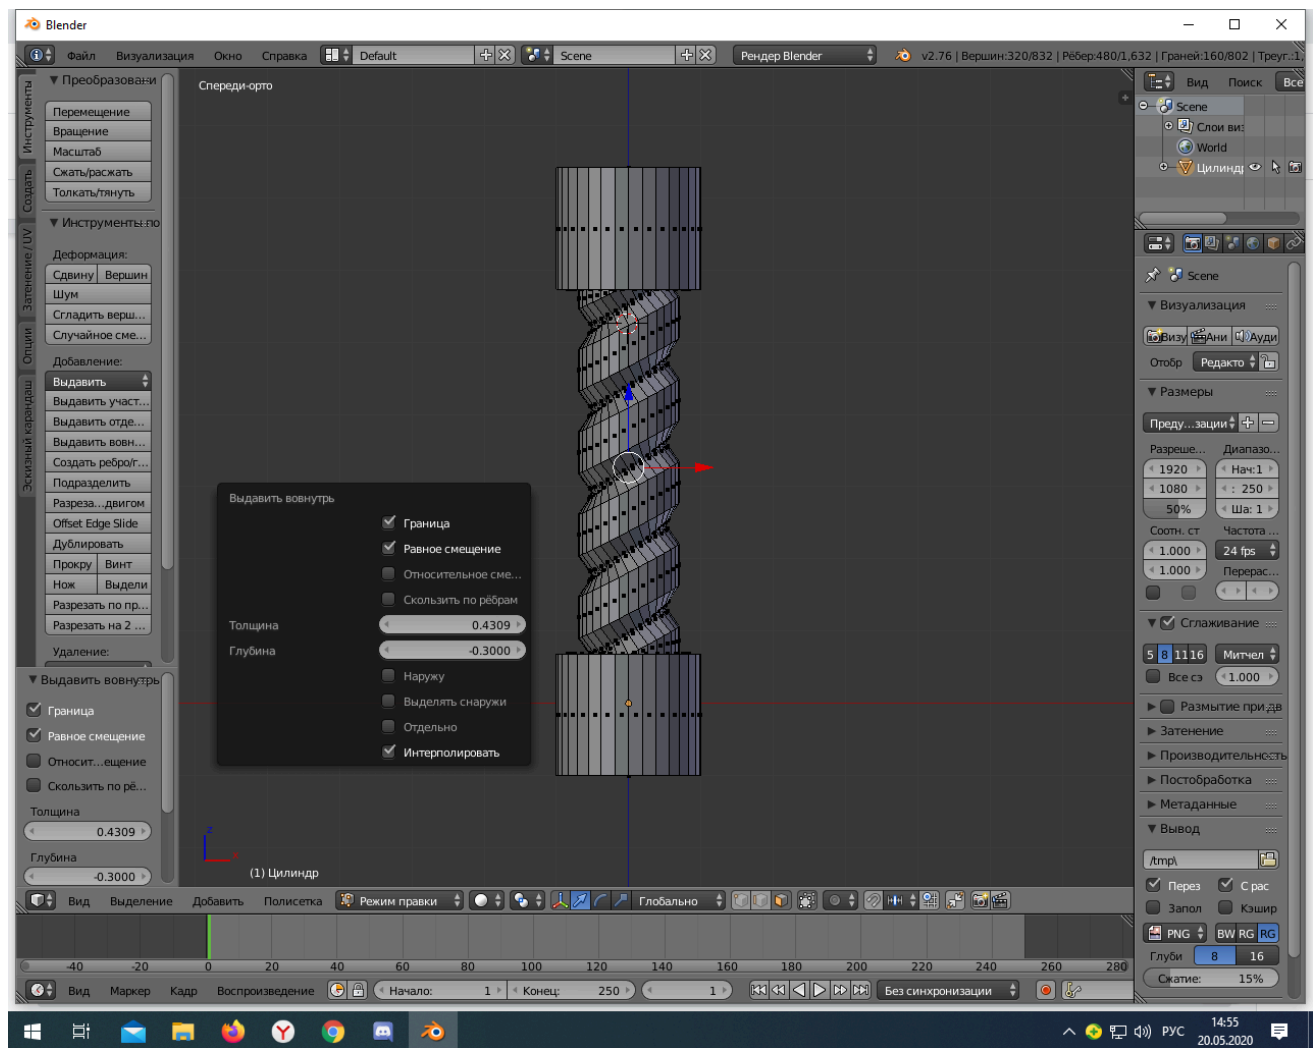 Blender
Файл Визуализация Окно Справка Default Scene Рендер Blender v2.76 | Вершин:320/832 | Рёбер:480/1,632 | Граней:160/802 | Треуг.:1,
Инструменты
Создать
Затенение / UV
Опции
Эскизный карандаш
Преобразовани
Перемещение
Вращение
Масштаб
Сжать/расжать
Толкать/тянуть
Инструменты по
Деформация:
Сдвину Вершин
Шум
Сгладить верш...
Случайное сме...
Добавление:
Выдавить
Выдавить участ...
Выдавить отде...
Выдавить вовн...
Создать ребро/г...
Подразделить
Разреза...двигом
Offset Edge Slide
Дублировать
Прокру Винт
Нож Выдели
Разрезать по пр...
Разрезать на 2 ...
Удаление:
Выдавить вовнутрь
Граница
Равное смещение
Относит...ещение
Скользить по рё...
Толщина
0.4309
Глубина
-0.3000
Спереди-орто
Выдавить вовнутрь
Граница
Равное смещение
Относительное сме...
Скользить по рёбрам
Толщина 0.4309
Глубина -0.3000
Наружу
Выделять снаружи
Отдельно
Интерполировать
z
x
(1) Цилиндр
Вид Выделение Добавить Полисетка Режим правки Глобально
-40 -20 0 20 40 60 80 100 120 140 160 180 200 220 240 260 280
Вид Маркер Кадр Воспроизведение Начало: 1 Конец: 250 1 Без синхронизации
Вид Поиск Все
Scene
Слои виз
World
Цилиндр
Scene
Визуализация
Визу Ани Ауди
Отобр Редакто
Размеры
Преду...зации
Разреше... Диапазо...
1920 Нач:1
1080 : 250
50% Ша: 1
Соотн. ст Частота ...
1.000 24 fps
1.000 Перерас...
Сглаживание
5 8 11 16 Митчел
Все сэ 1.000
Размытие при дв
Затенение
Производительность
Постобработка
Метаданные
Вывод
/tmp\
Перез С рас
Запол Кэшир
PNG BW RG RG
Глуби 8 16
Сжатие: 15%
РУС 14:55
20.05.2020